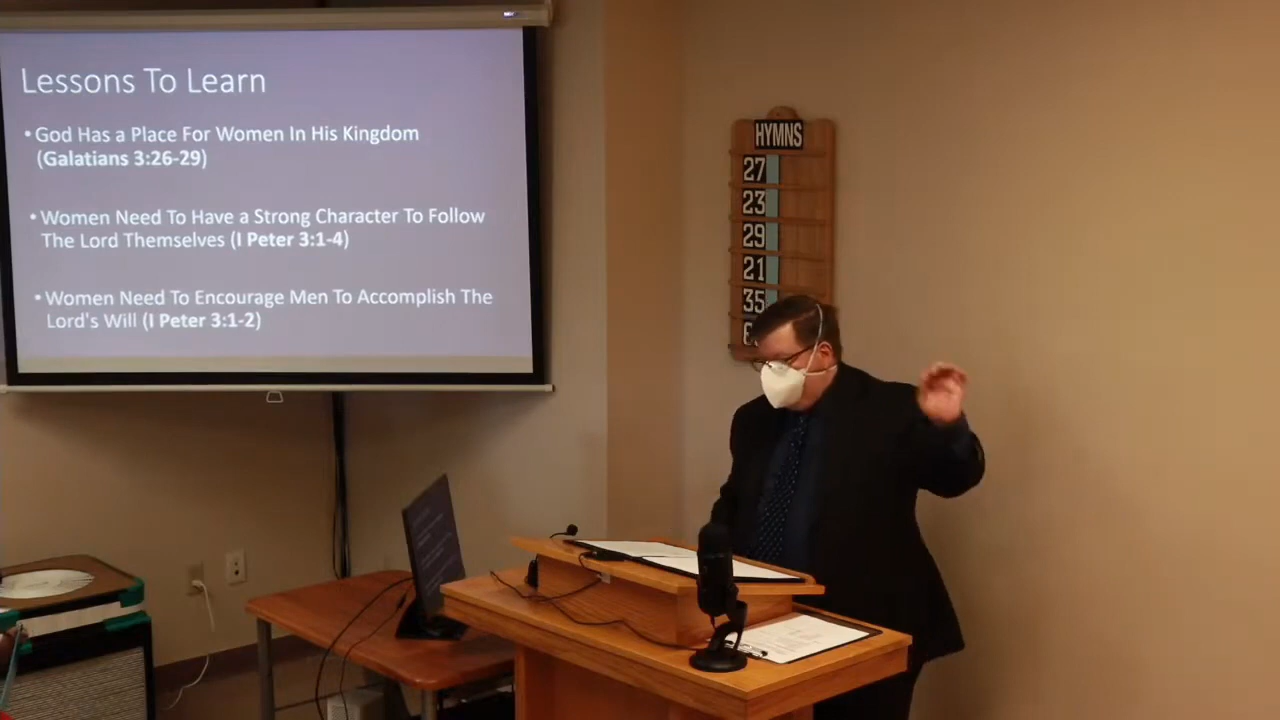 Lessons To Learn
• God Has a Place For Women In His Kingdom
(Galatians 3:26-29)
• Women Need To Have a Strong Character To Follow
The Lord Themselves (I Peter 3:1-4)
• Women Need To Encourage Men To Accomplish The
Lord's Will (I Peter 3:1-2)
HYMNS
27
23
29
21
35